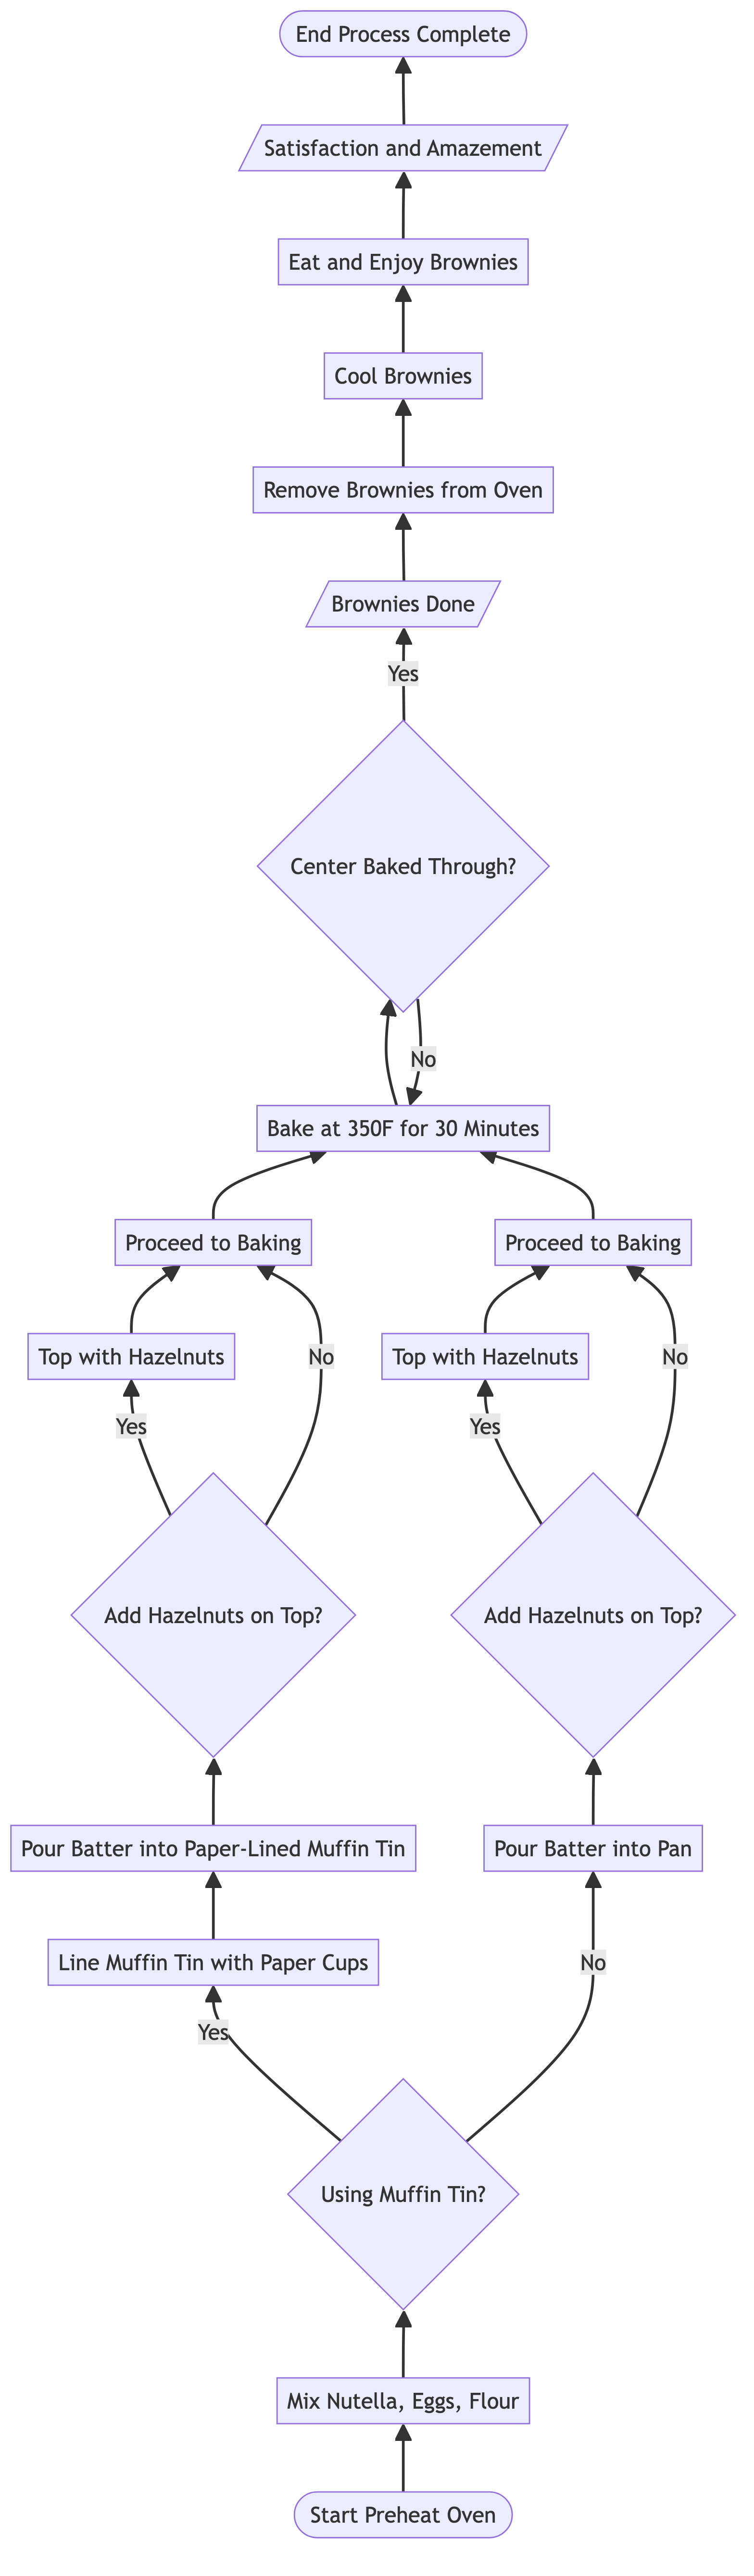 End Process Complete
Satisfaction and Amazement
Eat and Enjoy Brownies
Cool Brownies
Remove Brownies from Oven
Brownies Done
Yes
Center Baked Through?
No
Bake at 350F for 30 Minutes
Proceed to Baking
Proceed to Baking
Top with Hazelnuts
No
Top with Hazelnuts
No
Yes
Yes
Add Hazelnuts on Top?
Add Hazelnuts on Top?
Pour Batter into Paper-Lined Muffin Tin
Pour Batter into Pan
Line Muffin Tin with Paper Cups
No
Yes
Using Muffin Tin?
Mix Nutella, Eggs, Flour
Start Preheat Oven